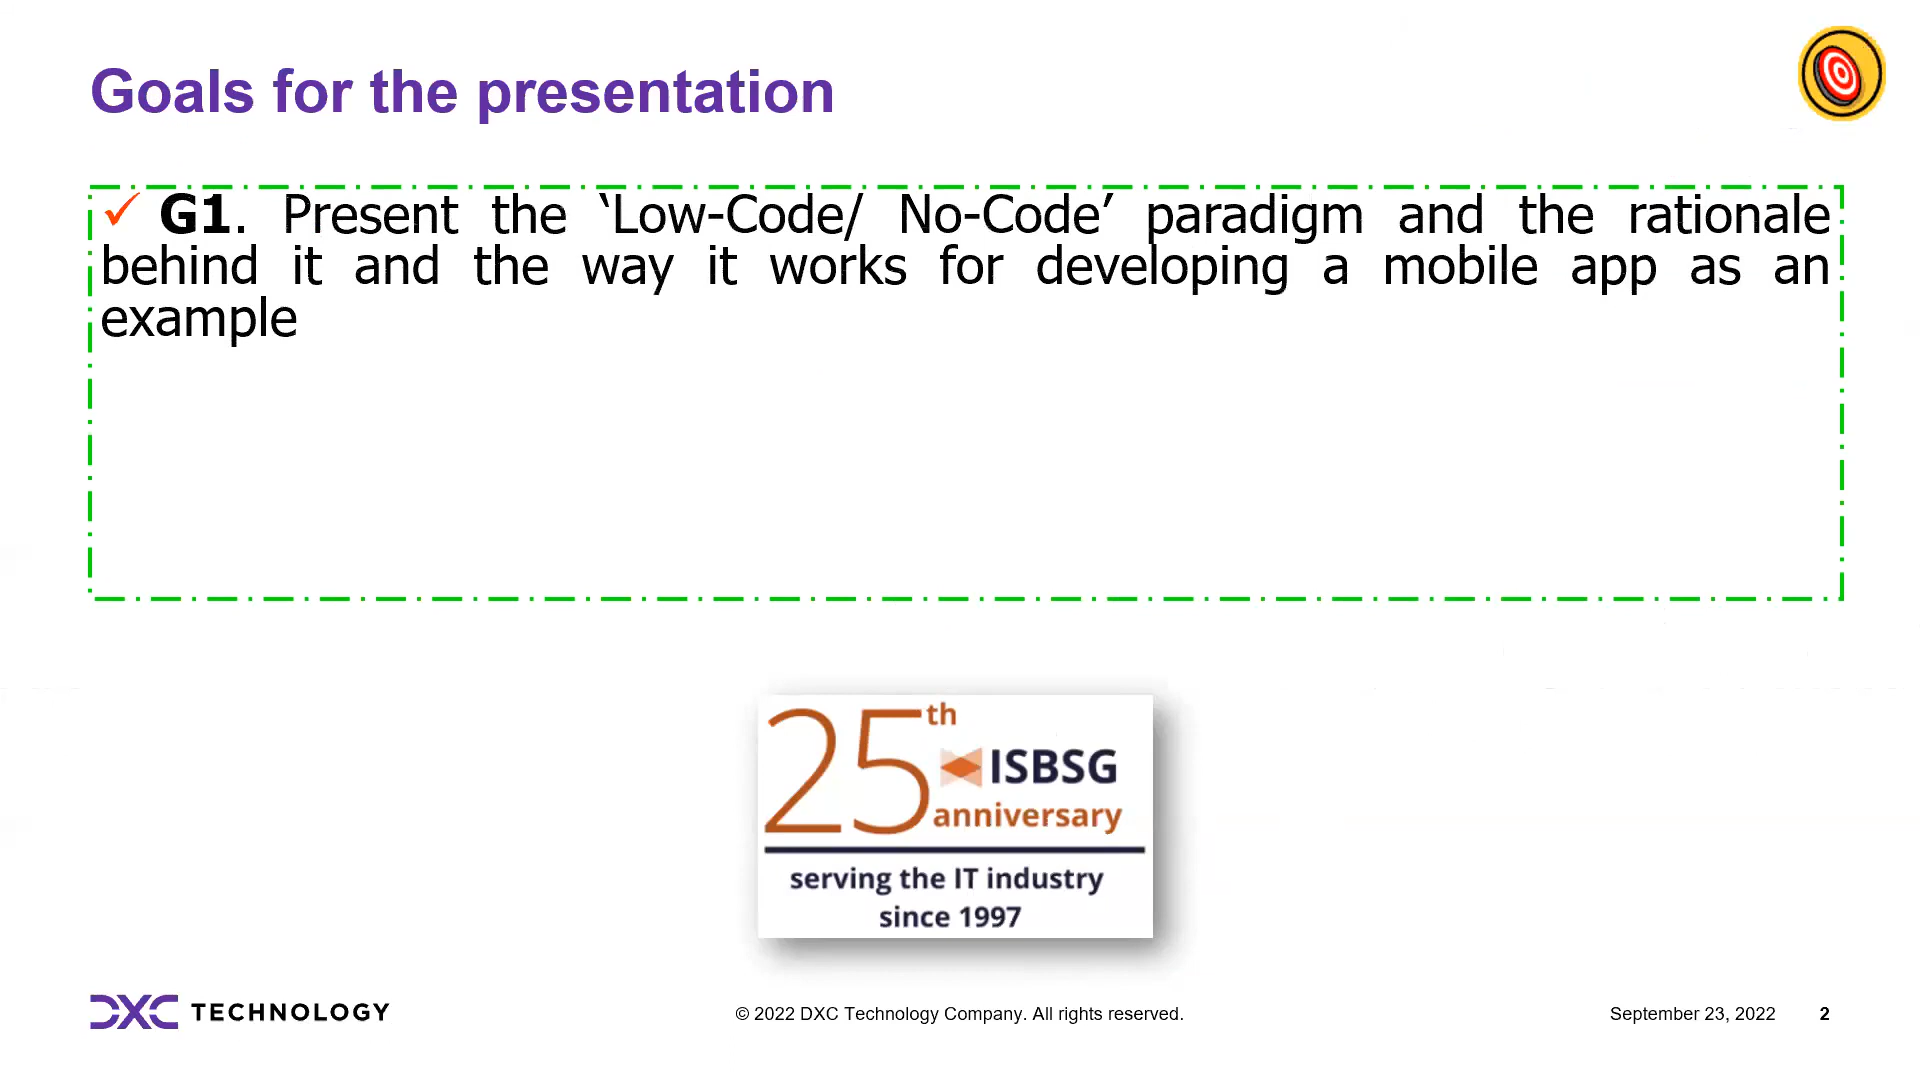 Goals for the presentation
✓ G1. Present the ‘Low-Code/ No-Code’ paradigm and the rationale
behind it and the way it works for developing a mobile app as an
example
25th
ISBSG
anniversary
serving the IT industry
since 1997
DXC TECHNOLOGY
© 2022 DXC Technology Company. All rights reserved.
September 23, 2022 2